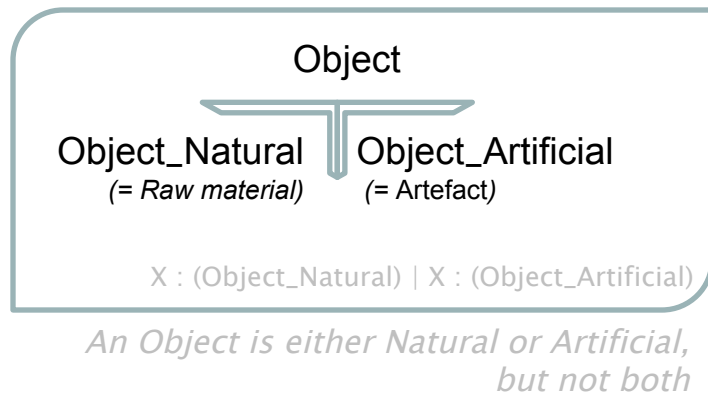 Object
Object_Natural Object_Artificial
(= Raw material) (= Artefact)
X : (Object_Natural) | X : (Object_Artificial)
An Object is either Natural or Artificial,
but not both